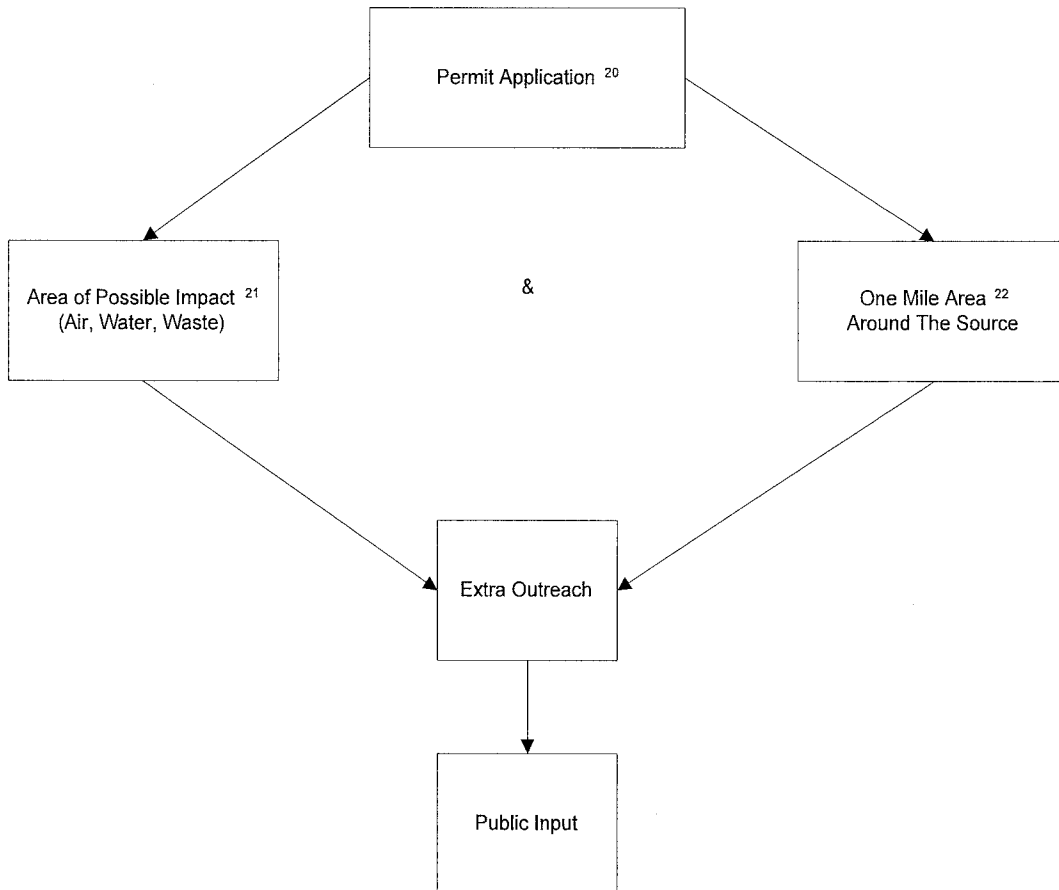 Permit Application 20
Area of Possible Impact 21
(Air, Water, Waste)
&
One Mile Area 22
Around The Source
Extra Outreach
Public Input